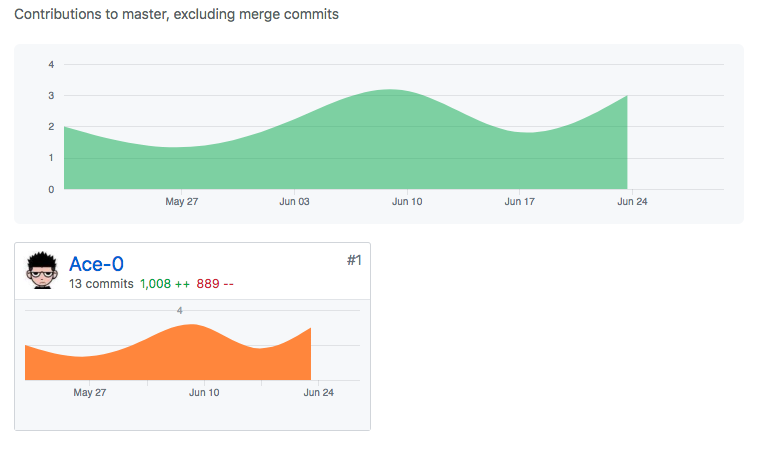 Contributions to master, excluding merge commits
4
3
2
1
0
May 27 Jun 03 Jun 10 Jun 17 Jun 24
Ace-0 #1
13 commits 1,008 ++ 889 --
4
May 27 Jun 10 Jun 24